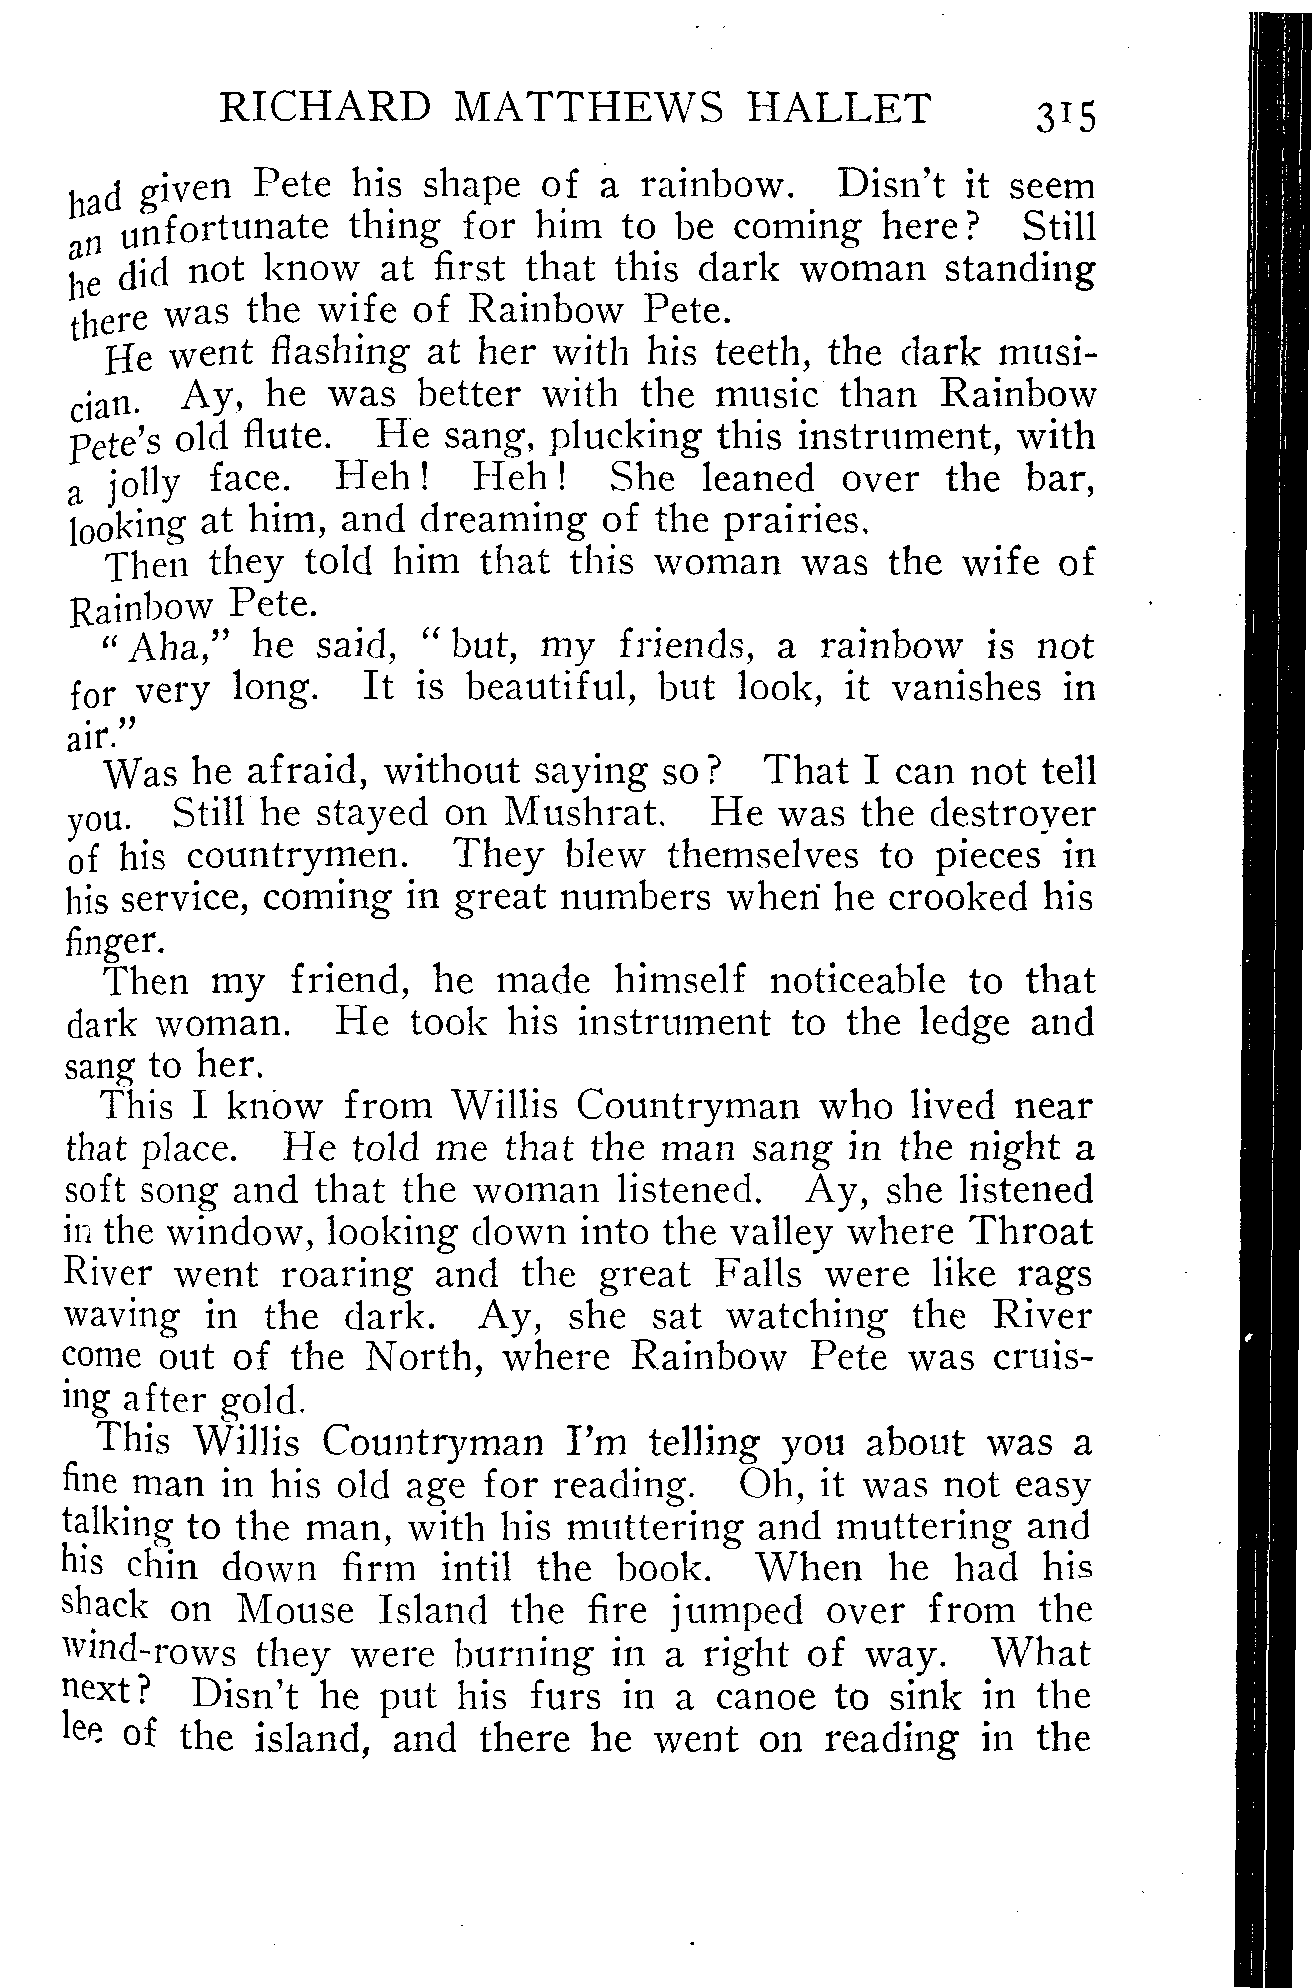 RICHARD MATTHEWS HALLET 315
had given Pete his shape of a rainbow. Disn't it seem
an unfortunate thing for him to be coming here? Still
he did not know at first that this dark woman standing
there was the wife of Rainbow Pete.
He went flashing at her with his teeth, the dark musi-
cian. Ay, he was better with the music than Rainbow
Pete's old flute. He sang, plucking this instrument, with
a jolly face. Heh! Heh! She leaned over the bar,
looking at him, and dreaming of the prairies.
Then they told him that this woman was the wife of
Rainbow Pete.
"Aha," he said, "but, my friends, a rainbow is not
for very long. It is beautiful, but look, it vanishes in
air."
Was he afraid, without saying so? That I can not tell
you. Still he stayed on Mushrat. He was the destroyer
of his countrymen. They blew themselves to pieces in
his service, coming in great numbers when he crooked his
finger.
Then my friend, he made himself noticeable to that
dark woman. He took his instrument to the ledge and
sang to her.
This I know from Willis Countryman who lived near
that place. He told me that the man sang in the night a
soft song and that the woman listened. Ay, she listened
in the window, looking down into the valley where Throat
River went roaring and the great Falls were like rags
waving in the dark. Ay, she sat watching the River
come out of the North, where Rainbow Pete was cruis-
ing after gold.
This Willis Countryman I'm telling you about was a
fine man in his old age for reading. Oh, it was not easy
talking to the man, with his muttering and muttering and
his chin down firm intil the book. When he had his
shack on Mouse Island the fire jumped over from the
wind-rows they were burning in a right of way. What
next? Disn't he put his furs in a canoe to sink in the
lee of the island, and there he went on reading in the